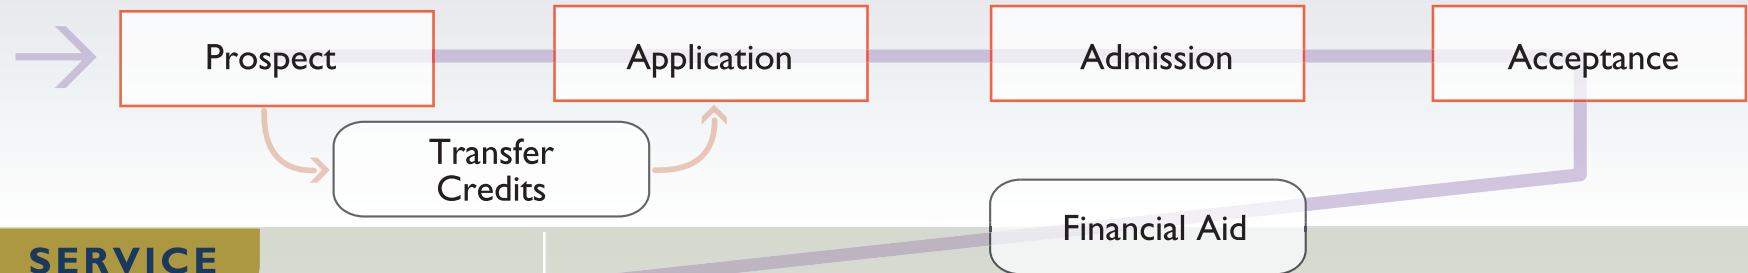 Prospect
Application
Admission
Acceptance
Transfer
Credits
Financial Aid
SERVICE